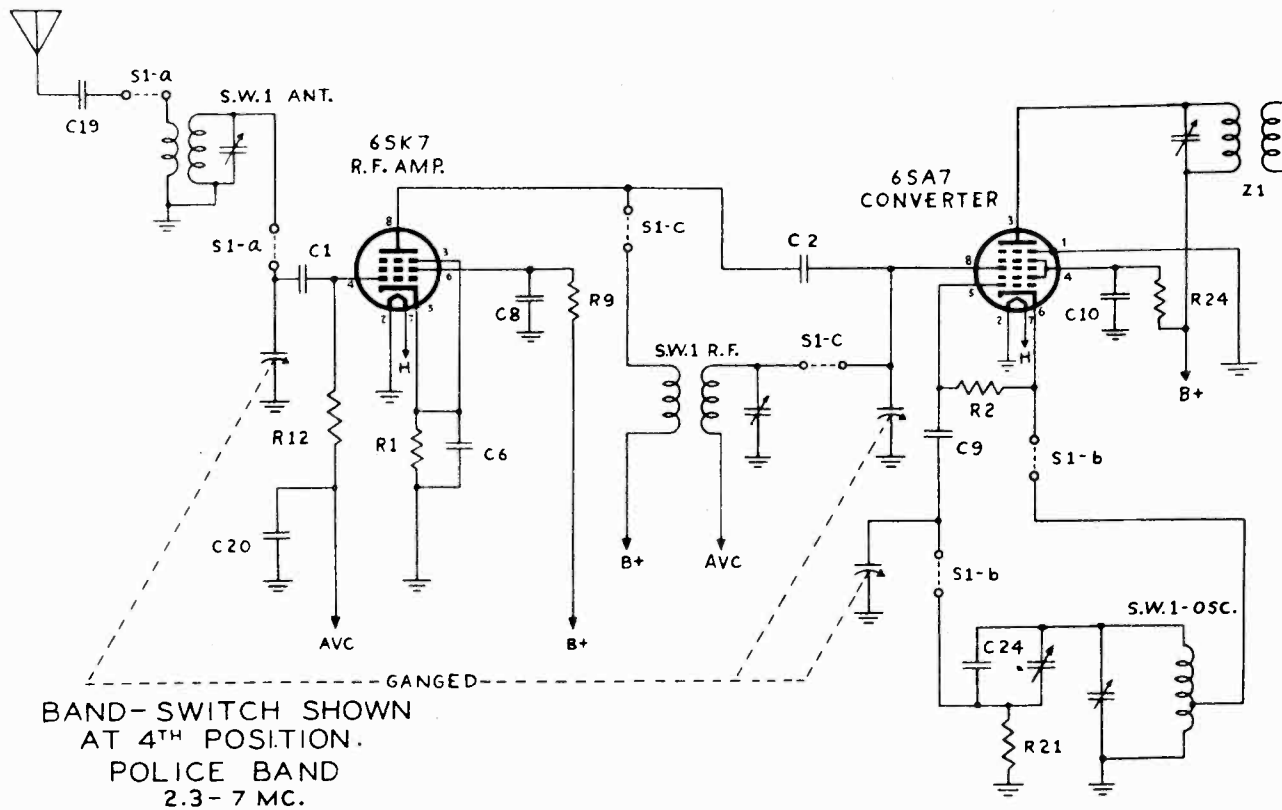 S1-a
C19
S.W.1 ANT.
6SK7
R.F. AMP.
6SA7
CONVERTER
Z1
S1-a
C1
8
3
4
6
5
2
7
H
C8
R9
S1-C
C2
3
1
8
4
5
6
2
7
H
C10
R24
B+
S.W.1 R.F.
S1-C
R2
C9
S1-b
R12
R1
C6
C20
B+
AVC
S1-b
S.W.1-OSC.
AVC
B+
C24
GANGED
R21
BAND-SWITCH SHOWN
AT 4TH POSITION.
POLICE BAND
2.3-7 MC.